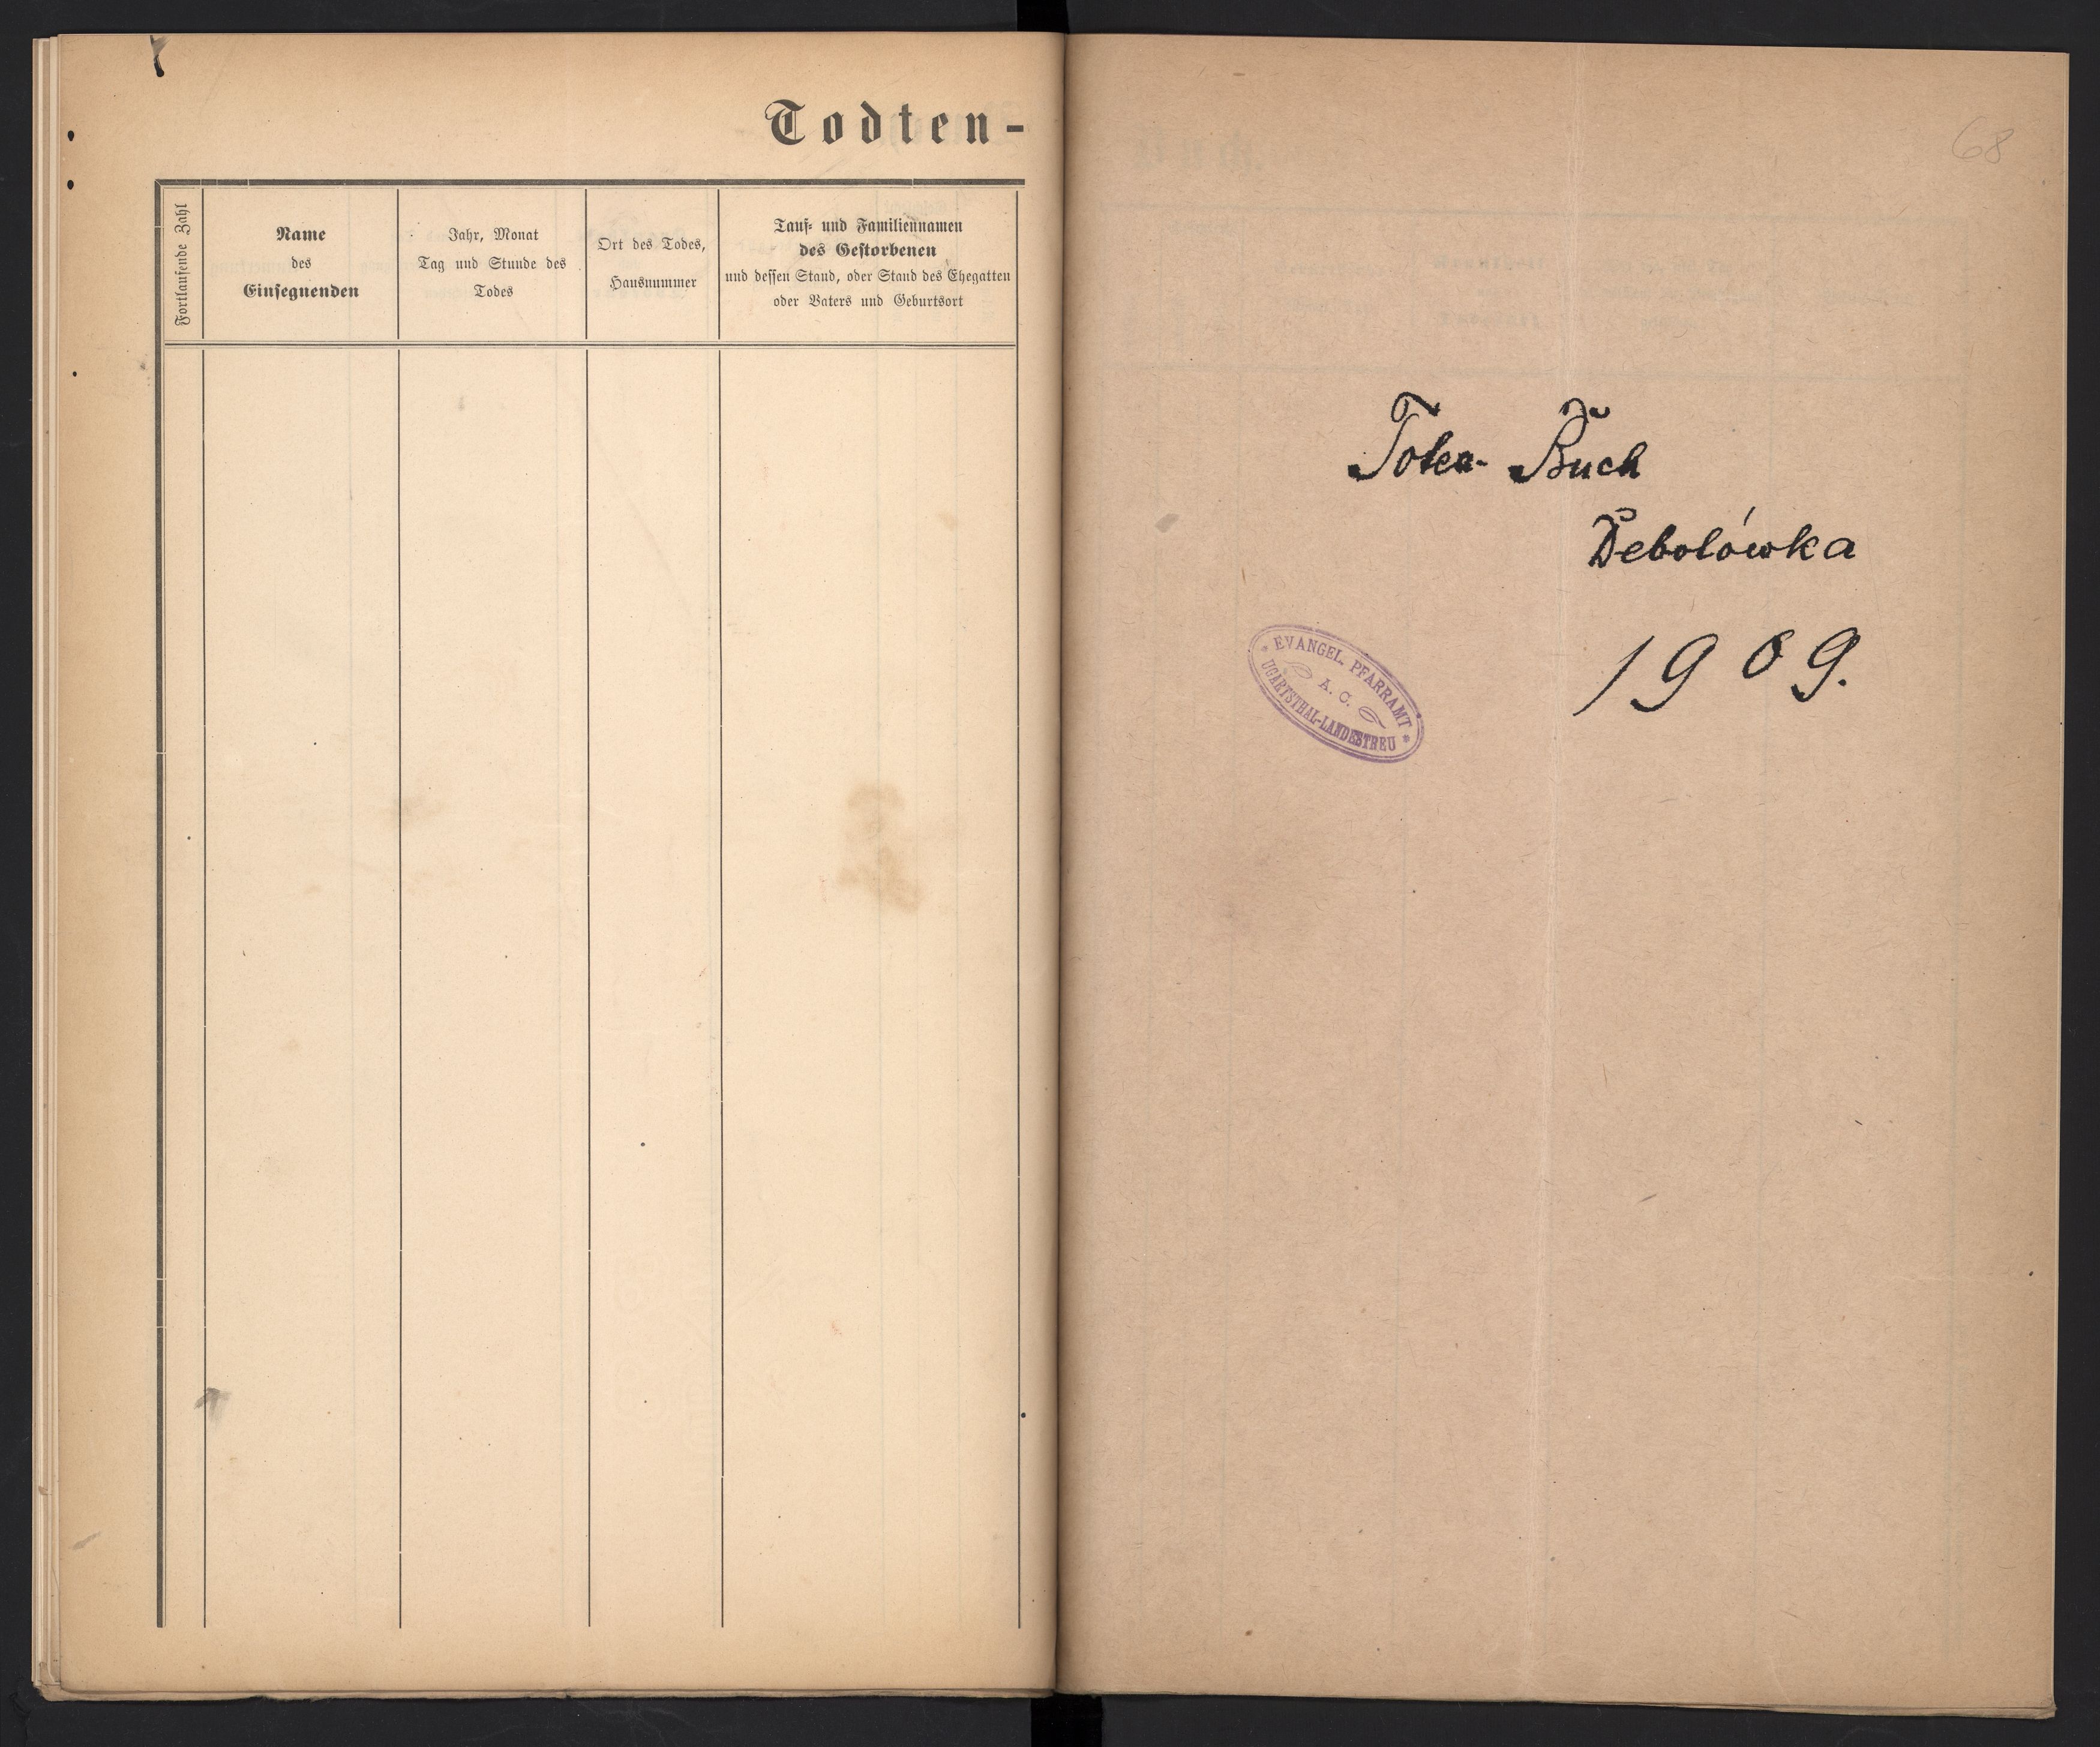 Todten-
Fortlaufende Zahl
Name
des
Einsegnenden
Jahr, Monat
Tag und Stunde des
Todes
Ort des Todes,
Hausnummer
Tauf- und Familiennamen
des Gestorbenen
und dessen Stand, oder Stand des Ehegatten
oder Vaters und Geburtsort
68
Toten-Buch
Debolówka
1909.
* EVANGEL. PFARRAMT *
A. C.
UGARTSTHAL-LANDESTREU